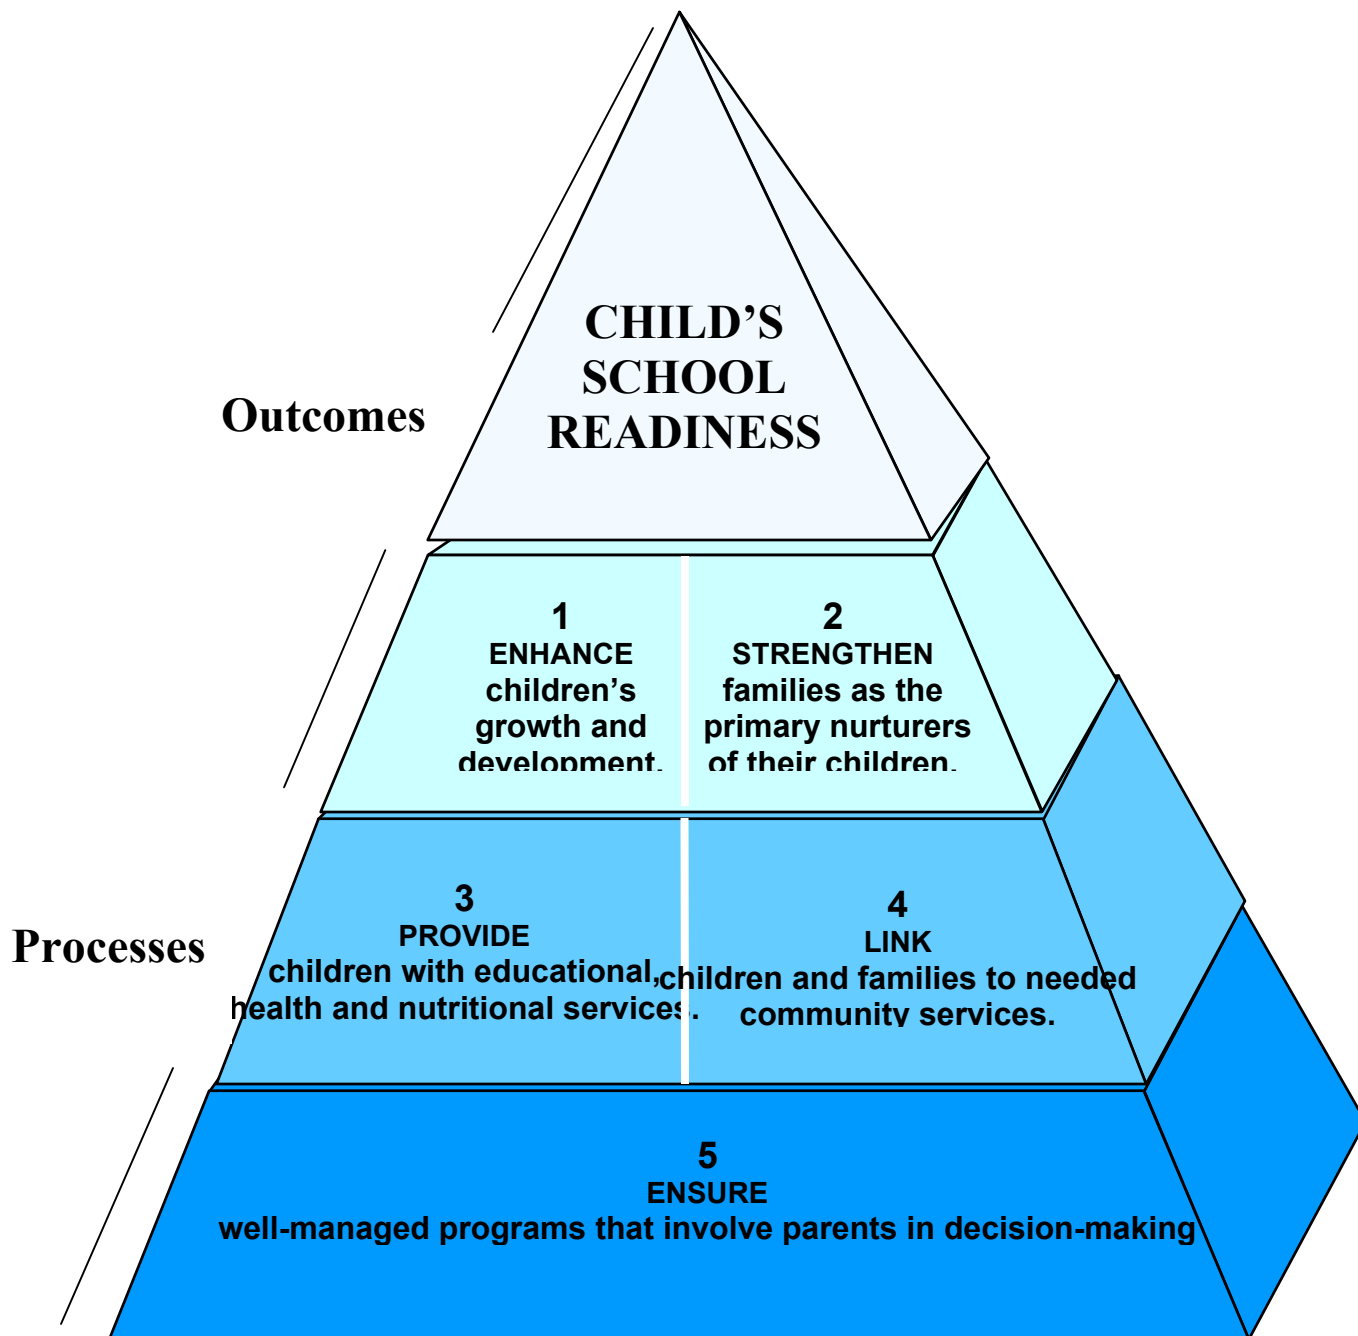 CHILD’S
SCHOOL
READINESS
Outcomes
1
ENHANCE
children’s
growth and
development.
2
STRENGTHEN
families as the
primary nurturers
of their children.
Processes
3
PROVIDE
children with educational,
health and nutritional services.
4
LINK
children and families to needed
community services.
5
ENSURE
well-managed programs that involve parents in decision-making